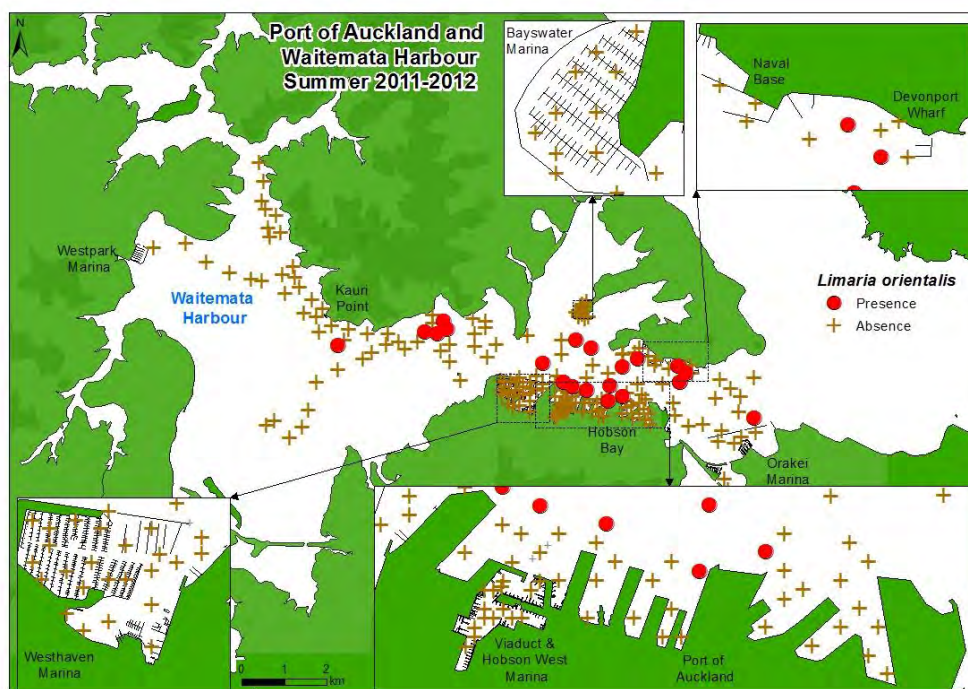 N
Port of Auckland and
Waitemata Harbour
Summer 2011-2012
Bayswater
Marina
Naval
Base
Devonport
Wharf
Westpark
Marina
Kauri
Point
Waitemata
Harbour
Limaria orientalis
Presence
Absence
Hobson
Bay
Orakei
Marina
Westhaven
Marina
0 1 2
km
Viaduct &
Hobson West
Marina
Port of
Auckland